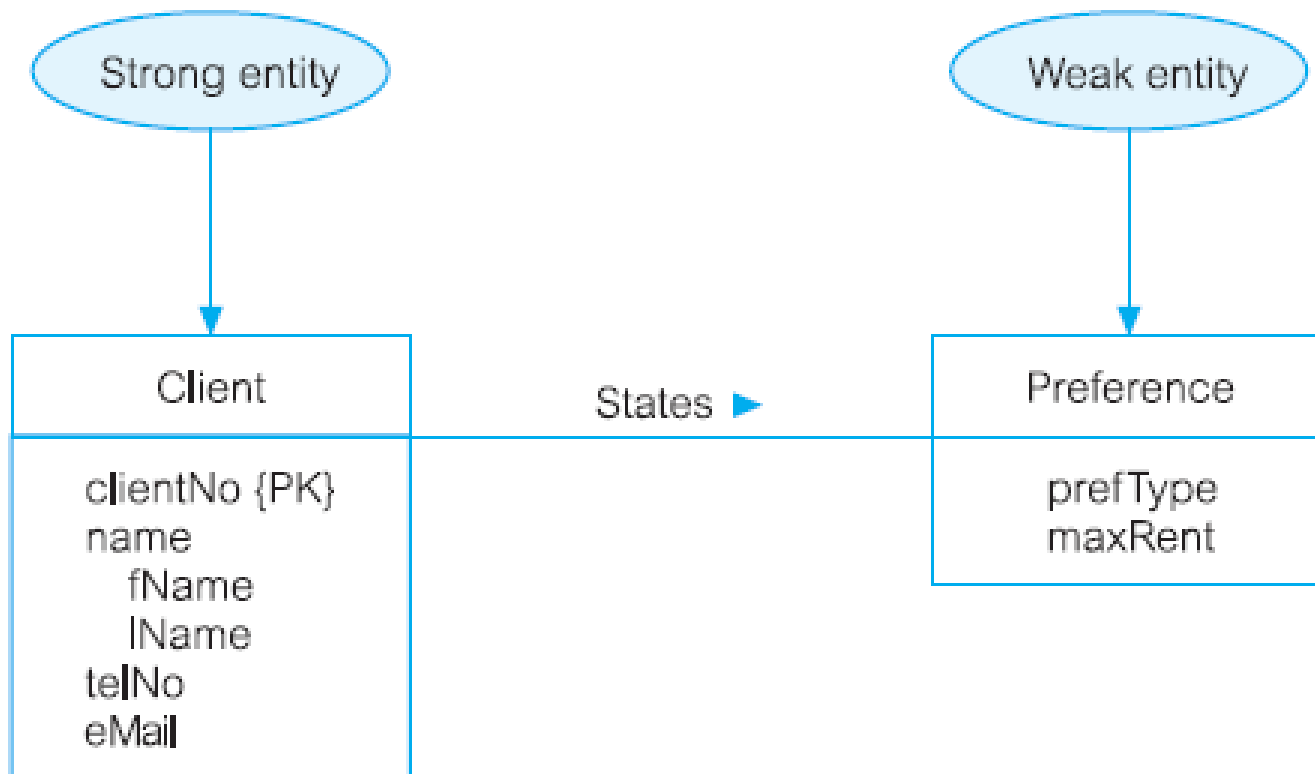 Strong entity
Weak entity
Client
States ►
Preference
clientNo {PK}
name
fName
lName
telNo
eMail
prefType
maxRent